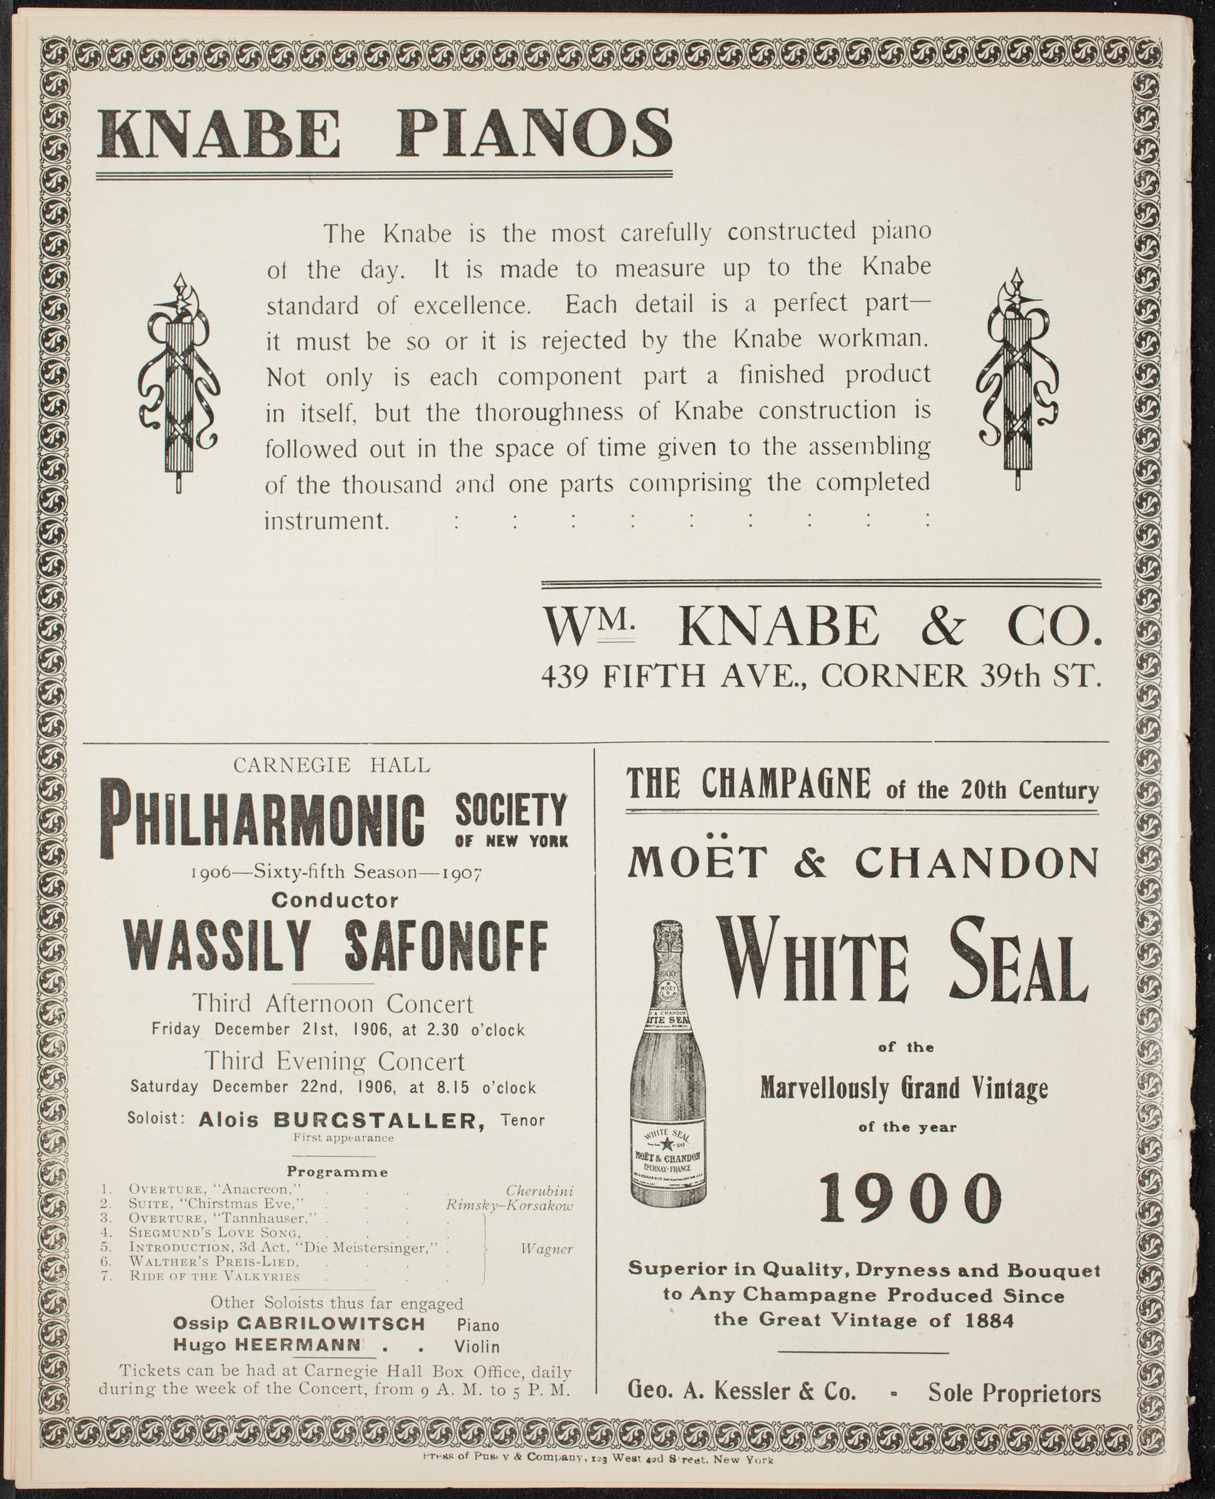 KNABE PIANOS
The Knabe is the most carefully constructed piano
of the day. It is made to measure up to the Knabe
standard of excellence. Each detail is a perfect part—
it must be so or it is rejected by the Knabe workman.
Not only is each component part a finished product
in itself, but the thoroughness of Knabe construction is
followed out in the space of time given to the assembling
of the thousand and one parts comprising the completed
instrument. : : : : : : : : :
WM. KNABE & CO.
439 FIFTH AVE., CORNER 39th ST.
CARNEGIE HALL
PHILHARMONIC SOCIETY OF NEW YORK
1906—Sixty-fifth Season—1907
Conductor
WASSILY SAFONOFF
Third Afternoon Concert
Friday December 21st, 1906, at 2.30 o'clock
Third Evening Concert
Saturday December 22nd, 1906, at 8.15 o'clock
Soloist: Alois BURGSTALLER, Tenor
First appearance
Programme
1. OVERTURE, "Anacreon," . . . . Cherubini
2. SUITE, "Chirstmas Eve," . . . Rimsky-Korsakow
3. OVERTURE, "Tannhauser," . . . .
4. SIEGMUND'S LOVE SONG, . . . .
5. INTRODUCTION, 3d Act, "Die Meistersinger," . Wagner
6. WALTHER'S PREIS-LIED, . . . .
7. RIDE OF THE VALKYRIES . . . .
Other Soloists thus far engaged
Ossip GABRILOWITSCH Piano
Hugo HEERMANN . . Violin
Tickets can be had at Carnegie Hall Box Office, daily
during the week of the Concert, from 9 A. M. to 5 P. M.
THE CHAMPAGNE of the 20th Century
MOËT & CHANDON
WHITE SEAL
of the
Marvellously Grand Vintage
of the year
1900
1900
MOËT
& CHANDON
ITE SEA
WHITE SEAL
MOËT & CHANDON
EPERNAY-FRANCE
Superior in Quality, Dryness and Bouquet
to Any Champagne Produced Since
the Great Vintage of 1884
Geo. A. Kessler & Co. - Sole Proprietors
Press of Pusey & Company, 123 West 42d Street, New York